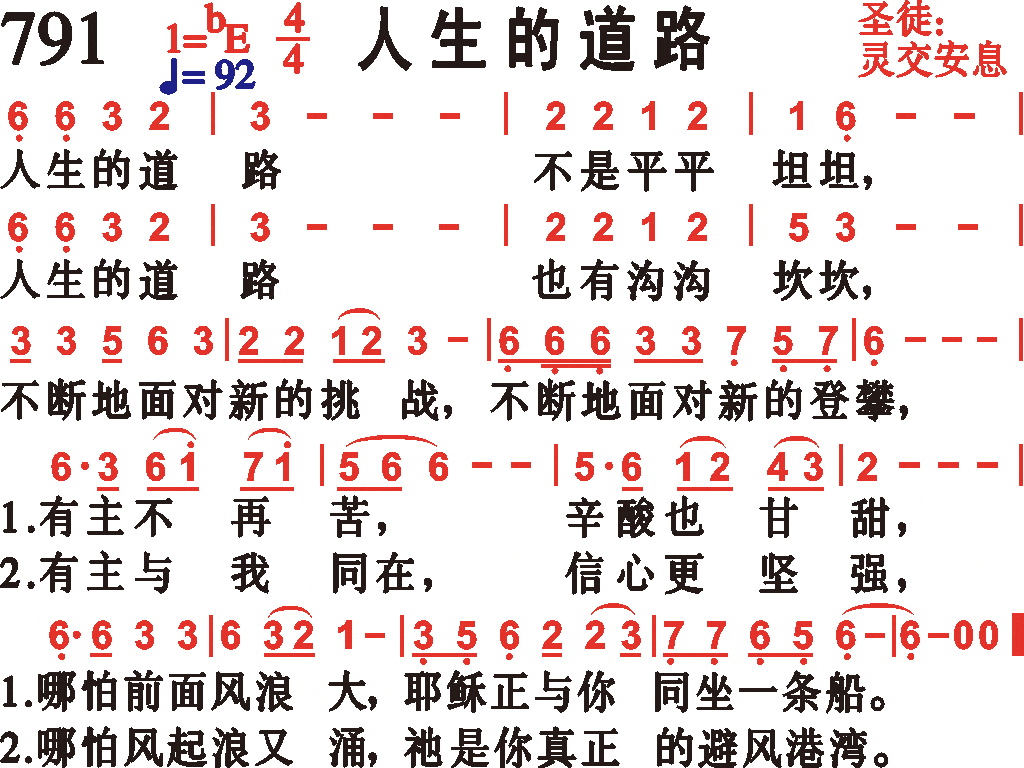 791 1=♭E 4/4 人生的道路 圣徒:
♩=92 灵交安息
6̣ 6̣ 3 2 | 3 - - - | 2 2 1 2 | 1 6̣ - - |
人生的道 路 不是平平 坦坦,
6̣ 6̣ 3 2 | 3 - - - | 2 2 1 2 | 5 3 - - |
人生的道 路 也有沟沟 坎坎,
3 3 5 6 3 | 2 2 1 2 3 - | 6̣ 6̣ 6̣ 3 3 7̣ 5̣ 7̣ | 6̣ - - - |
不断地面对新的挑 战, 不断地面对新的登攀,
6·3 6 1̇ 7 1̇ | 5 6 6 - - | 5·6 1 2 4 3 | 2 - - - |
1.有主不 再 苦, 辛酸也 甘 甜,
2.有主与 我 同在, 信心更 坚 强,
6̣·6̣ 3 3 | 6 3 2 1 - | 3̣ 5̣ 6̣ 2 2 3 | 7̣ 7̣ 6̣ 5̣ 6̣ - | 6̣ - 0 0
1.哪怕前面风浪 大, 耶稣正与你 同坐一条船。
2.哪怕风起浪又 涌, 祂是你真正 的避风港湾。